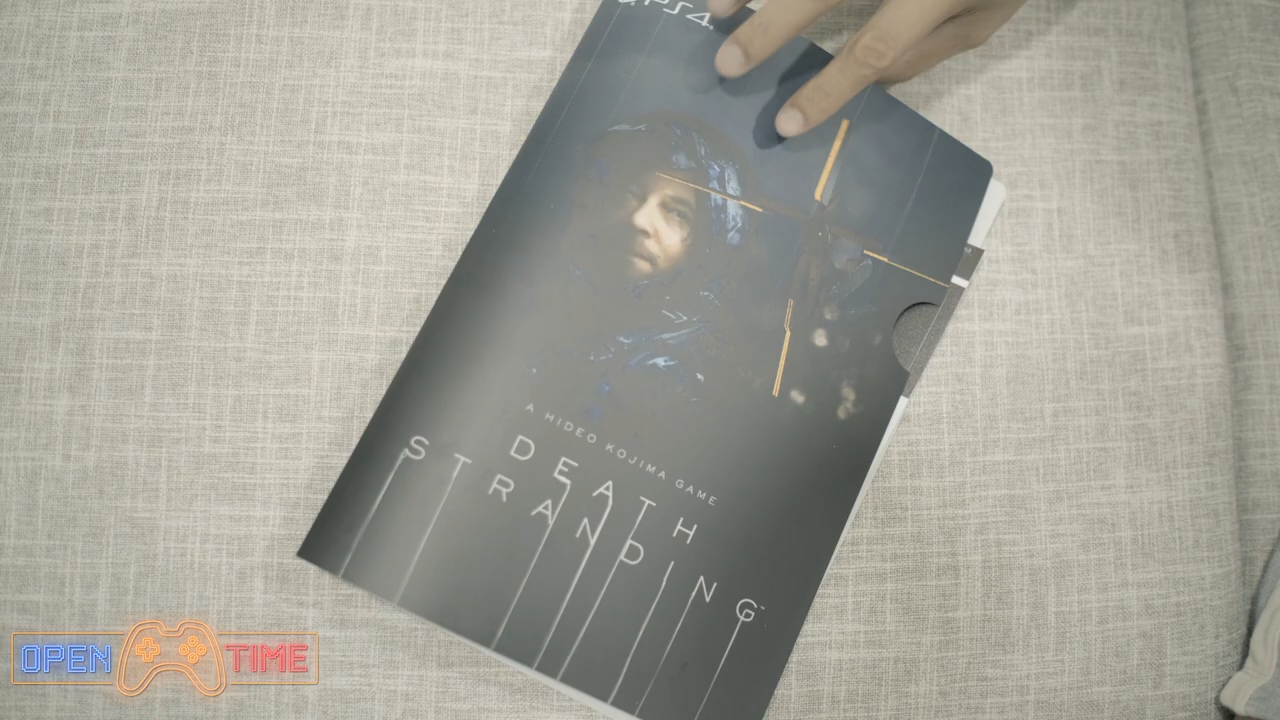 PS4
A HIDEO KOJIMA GAME
DEATH
STRANDING
OPEN TIME